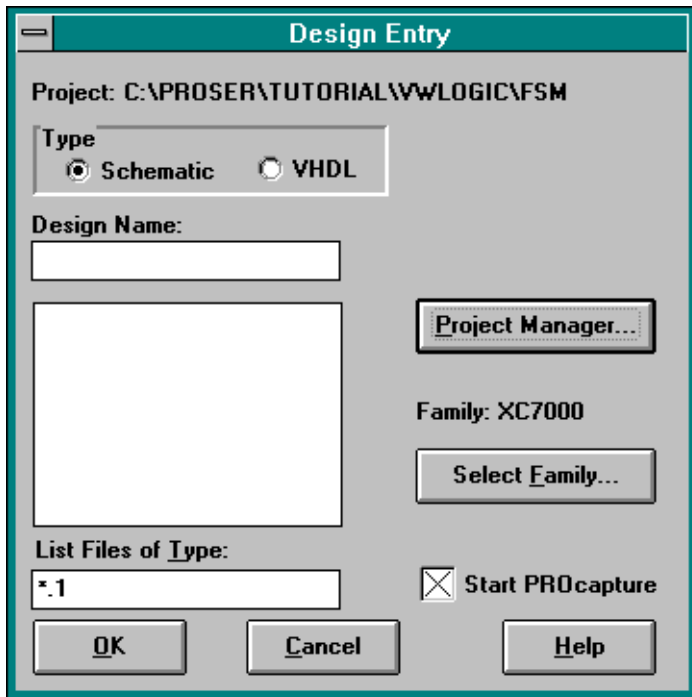 Design Entry
Project: C:\PROSER\TUTORIAL\VWLOGIC\FSM
Type
Schematic VHDL
Design Name:
Project Manager...
Family: XC7000
Select Family...
List Files of Type:
*.1
Start PROcapture
OK Cancel Help